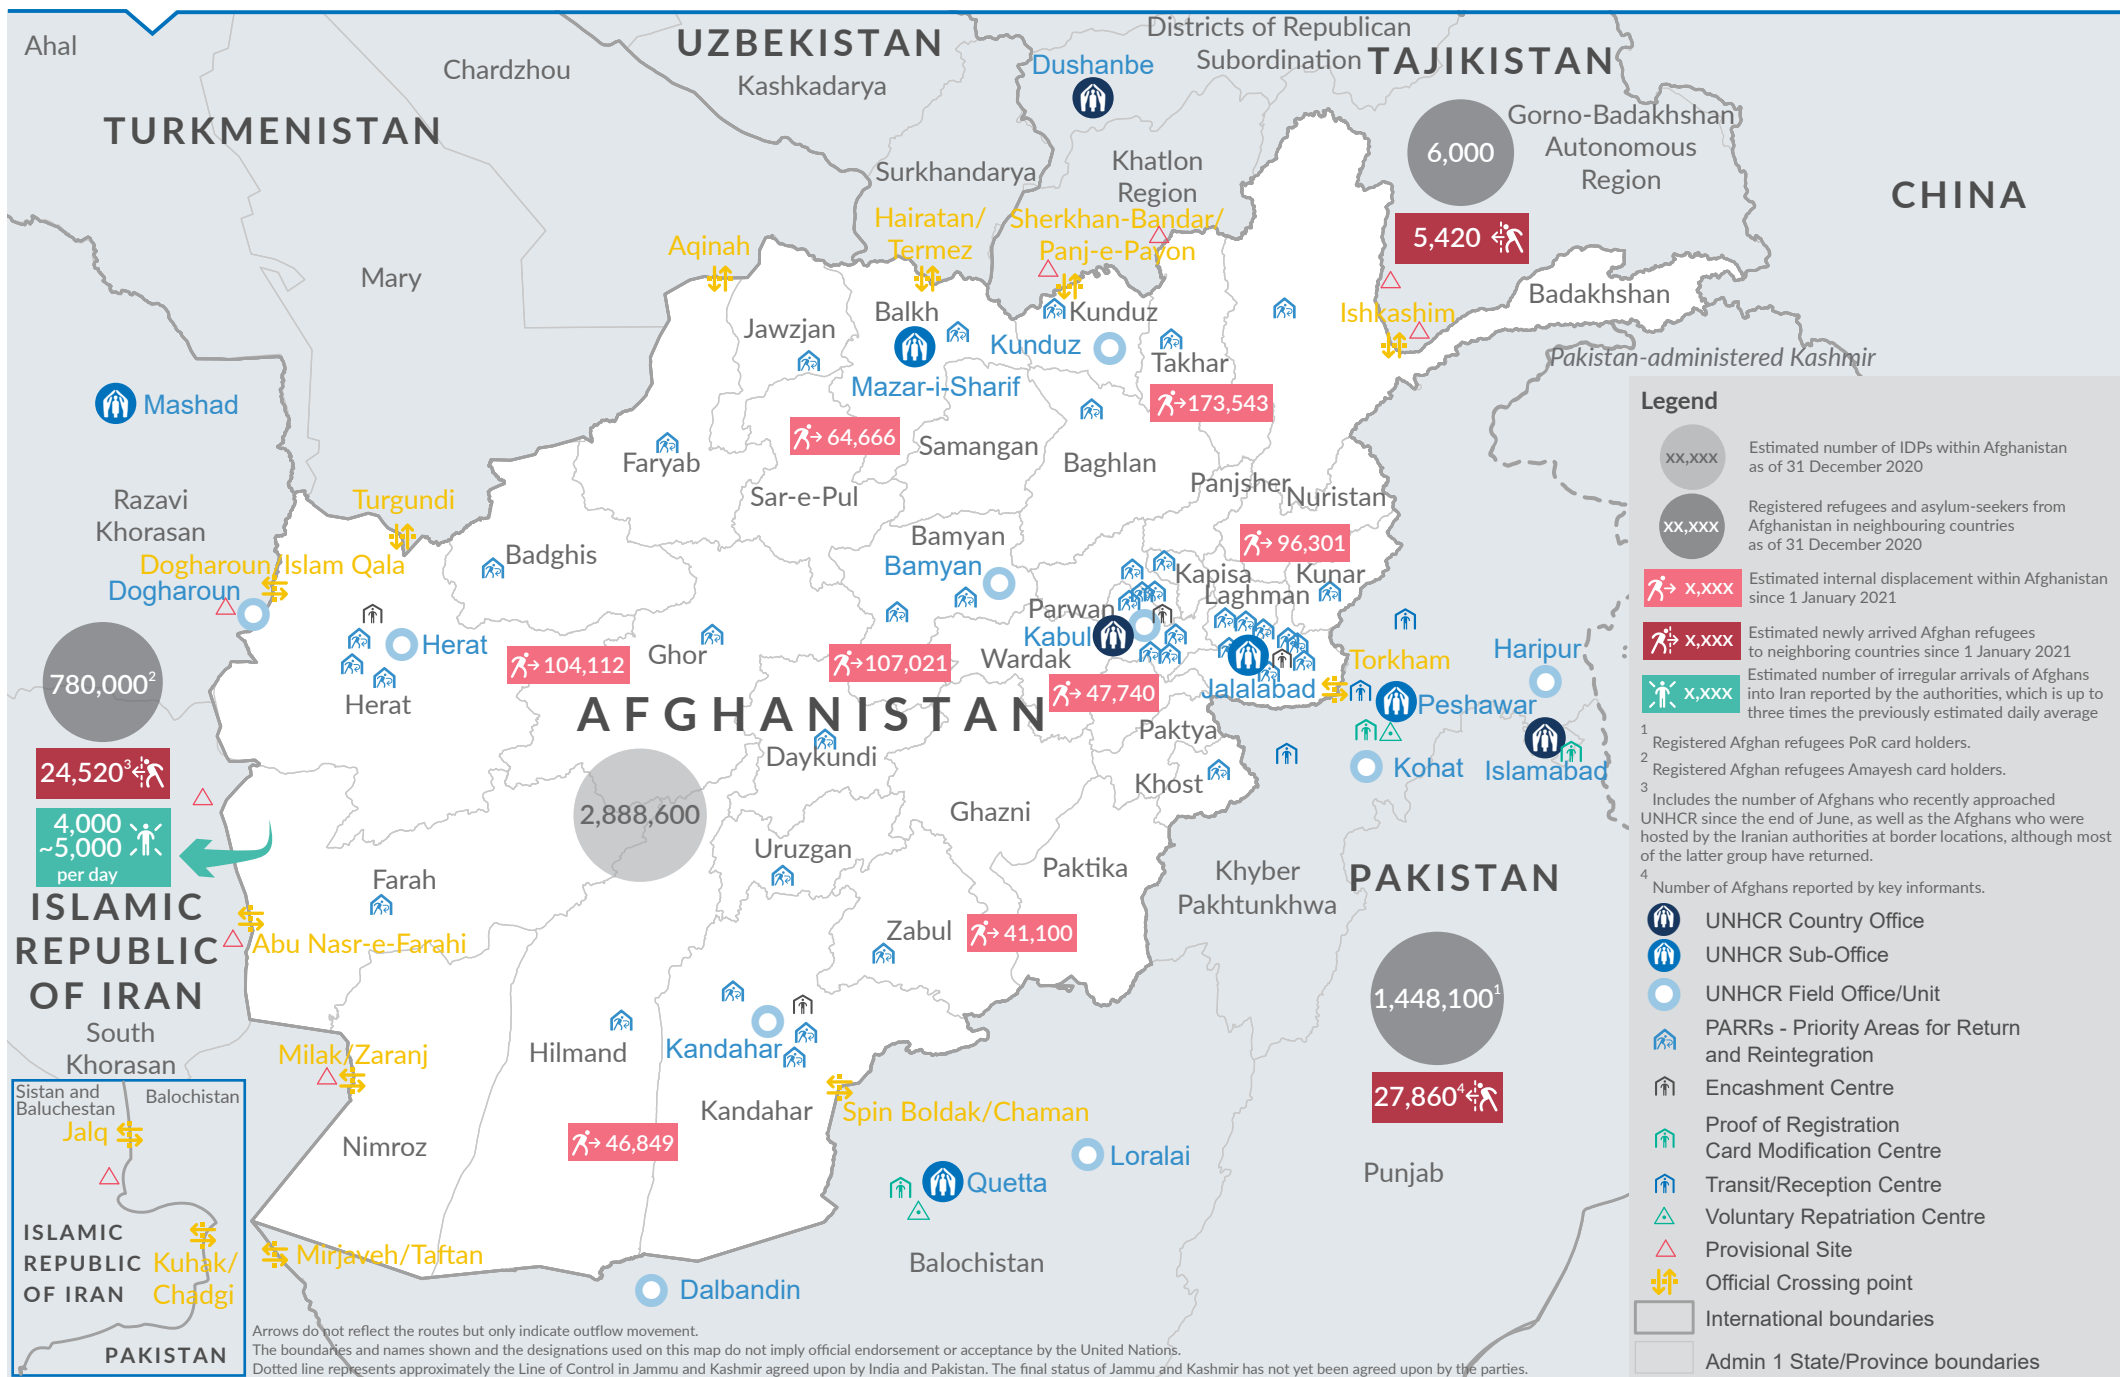 Ahal
Chardzhou
UZBEKISTAN
Kashkadarya
Districts of Republican
Subordination
TAJIKISTAN
Dushanbe
TURKMENISTAN
6,000
Gorno-Badakhshan
Autonomous
Region
Khatlon
Region
Surkhandarya
CHINA
5,420
Hairatan/
Termez
Sherkhan-Bandar/
Panj-e-Payon
Aqinah
Mary
Badakhshan
Ishkashim
Balkh
Kunduz
Jawzjan
Kunduz
Takhar
Pakistan-administered Kashmir
Mazar-i-Sharif
Mashad
173,543
64,666
Samangan
Faryab
Baghlan
Sar-e-Pul
Panjsher
Nuristan
Razavi
Khorasan
Turgundi
Bamyan
Bamyan
96,301
Badghis
Dogharoun/Islam Qala
Dogharoun
Kapisa
Kunar
Laghman
Parwan
Kabul
Herat
Ghor
104,112
107,021
Wardak
Torkham
Haripur
780,000²
Herat
47,740
Jalalabad
Peshawar
AFGHANISTAN
Paktya
Daykundi
Kohat
Islamabad
24,520³
Khost
4,000
~5,000
per day
2,888,600
Ghazni
Uruzgan
Paktika
Khyber
Pakhtunkhwa
PAKISTAN
Farah
ISLAMIC
REPUBLIC
OF IRAN
Abu Nasr-e-Farahi
Zabul
41,100
1,448,100¹
South
Khorasan
Milak/Zaranj
Hilmand
Kandahar
27,860⁴
Kandahar
Spin Boldak/Chaman
Nimroz
46,849
Loralai
Quetta
Punjab
Balochistan
Mirjaveh/Taftan
Dalbandin
Sistan and
Baluchestan
Balochistan
Jalq
ISLAMIC
REPUBLIC
OF IRAN
Kuhak/
Chadgi
PAKISTAN
Arrows do not reflect the routes but only indicate outflow movement.
The boundaries and names shown and the designations used on this map do not imply official endorsement or acceptance by the United Nations.
Dotted line represents approximately the Line of Control in Jammu and Kashmir agreed upon by India and Pakistan. The final status of Jammu and Kashmir has not yet been agreed upon by the parties.
Legend
xx,xxx
Estimated number of IDPs within Afghanistan
as of 31 December 2020
xx,xxx
Registered refugees and asylum-seekers from
Afghanistan in neighbouring countries
as of 31 December 2020
x,xxx
Estimated internal displacement within Afghanistan
since 1 January 2021
x,xxx
Estimated newly arrived Afghan refugees
to neighboring countries since 1 January 2021
x,xxx
Estimated number of irregular arrivals of Afghans
into Iran reported by the authorities, which is up to
three times the previously estimated daily average
1 Registered Afghan refugees PoR card holders.
2 Registered Afghan refugees Amayesh card holders.
3 Includes the number of Afghans who recently approached
UNHCR since the end of June, as well as the Afghans who were
hosted by the Iranian authorities at border locations, although most
of the latter group have returned.
4 Number of Afghans reported by key informants.
UNHCR Country Office
UNHCR Sub-Office
UNHCR Field Office/Unit
PARRs - Priority Areas for Return
and Reintegration
Encashment Centre
Proof of Registration
Card Modification Centre
Transit/Reception Centre
Voluntary Repatriation Centre
Provisional Site
Official Crossing point
International boundaries
Admin 1 State/Province boundaries